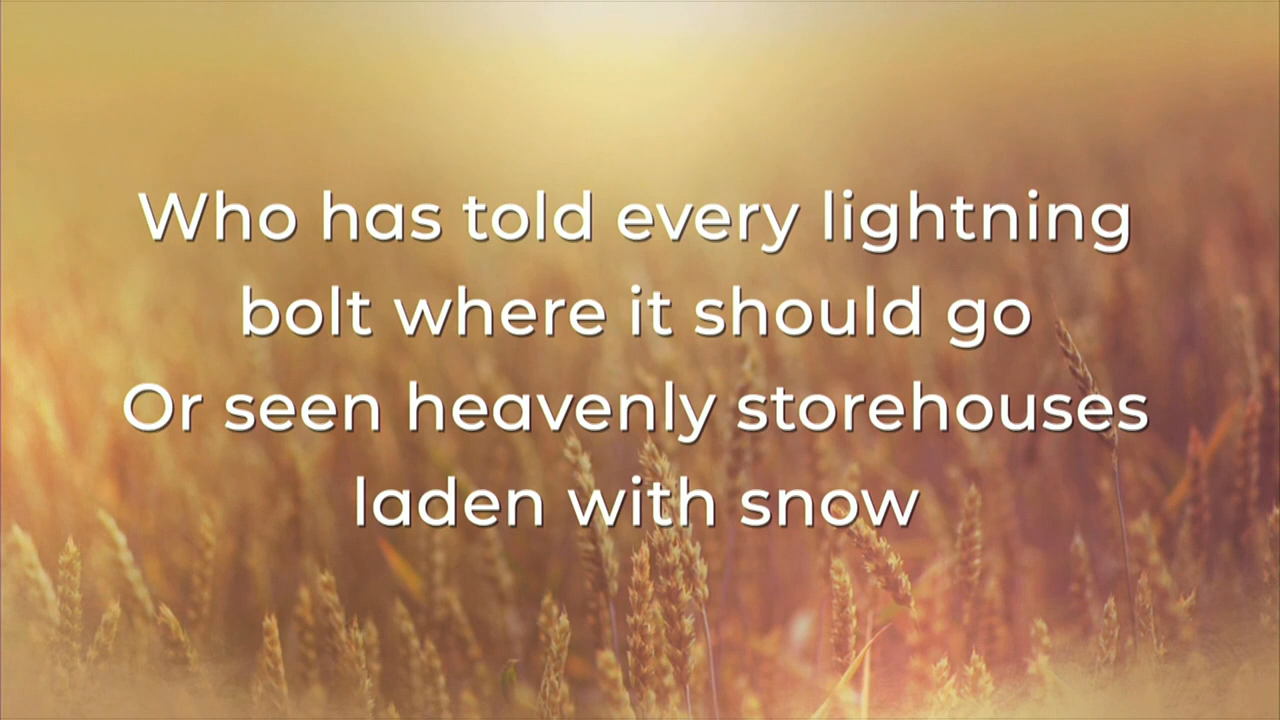 Who has told every lightning
bolt where it should go
Or seen heavenly storehouses
laden with snow